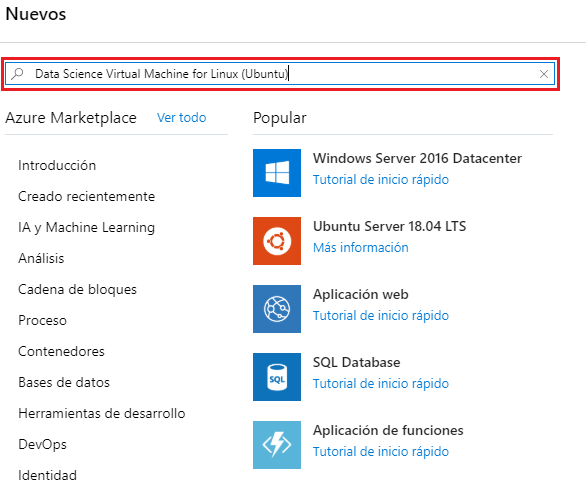 Nuevos
Data Science Virtual Machine for Linux (Ubuntu)
Azure Marketplace Ver todo
Introducción
Creado recientemente
IA y Machine Learning
Análisis
Cadena de bloques
Proceso
Contenedores
Bases de datos
Herramientas de desarrollo
DevOps
Identidad
Popular
Windows Server 2016 Datacenter
Tutorial de inicio rápido
Ubuntu Server 18.04 LTS
Más información
Aplicación web
Tutorial de inicio rápido
SQL
SQL Database
Tutorial de inicio rápido
Aplicación de funciones
Tutorial de inicio rápido